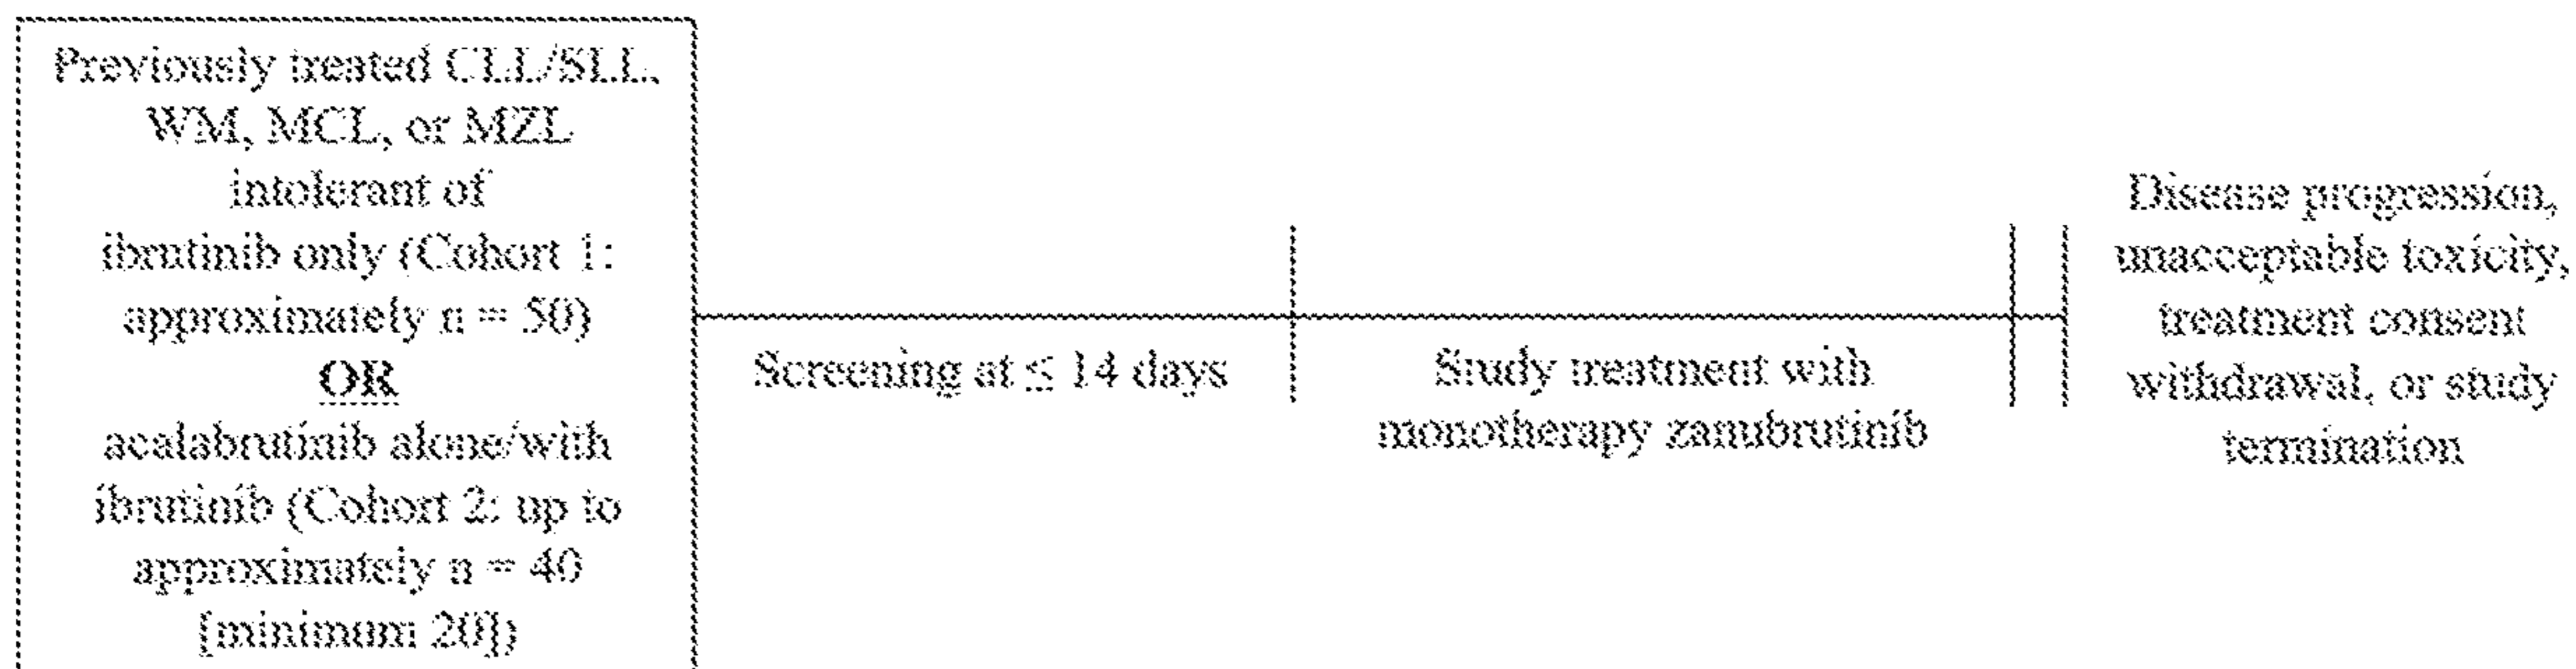 Previously treated CLL/SLL,
WM, MCL, or MZL
intolerant of
ibrutinib only (Cohort 1:
approximately n = 50)
OR
acalabrutinib alone/with
ibrutinib (Cohort 2: up to
approximately n = 40
[minimum 20])
Screening at ≤ 14 days
Study treatment with
monotherapy zanubrutinib
Disease progression,
unacceptable toxicity,
treatment consent
withdrawal, or study
termination